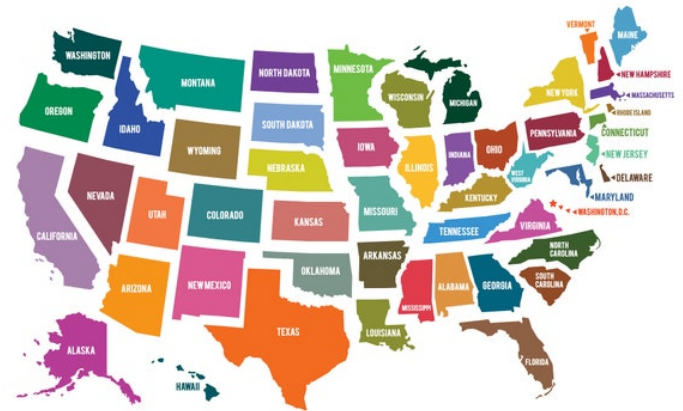 VERMONT
MAINE
WASHINGTON
MONTANA
NORTH DAKOTA
MINNESOTA
NEW HAMPSHIRE
MASSACHUSETTS
WISCONSIN
MICHIGAN
NEW YORK
RHODE ISLAND
OREGON
IDAHO
SOUTH DAKOTA
CONNECTICUT
WYOMING
IOWA
PENNSYLVANIA
NEBRASKA
ILLINOIS
INDIANA
OHIO
NEW JERSEY
WEST
VIRGINIA
DELAWARE
NEVADA
UTAH
COLORADO
KANSAS
MISSOURI
KENTUCKY
MARYLAND
WASHINGTON, D.C.
CALIFORNIA
TENNESSEE
VIRGINIA
ARIZONA
NEW MEXICO
OKLAHOMA
ARKANSAS
NORTH
CAROLINA
SOUTH
CAROLINA
MISSISSIPPI
ALABAMA
GEORGIA
TEXAS
LOUISIANA
ALASKA
HAWAII
FLORIDA